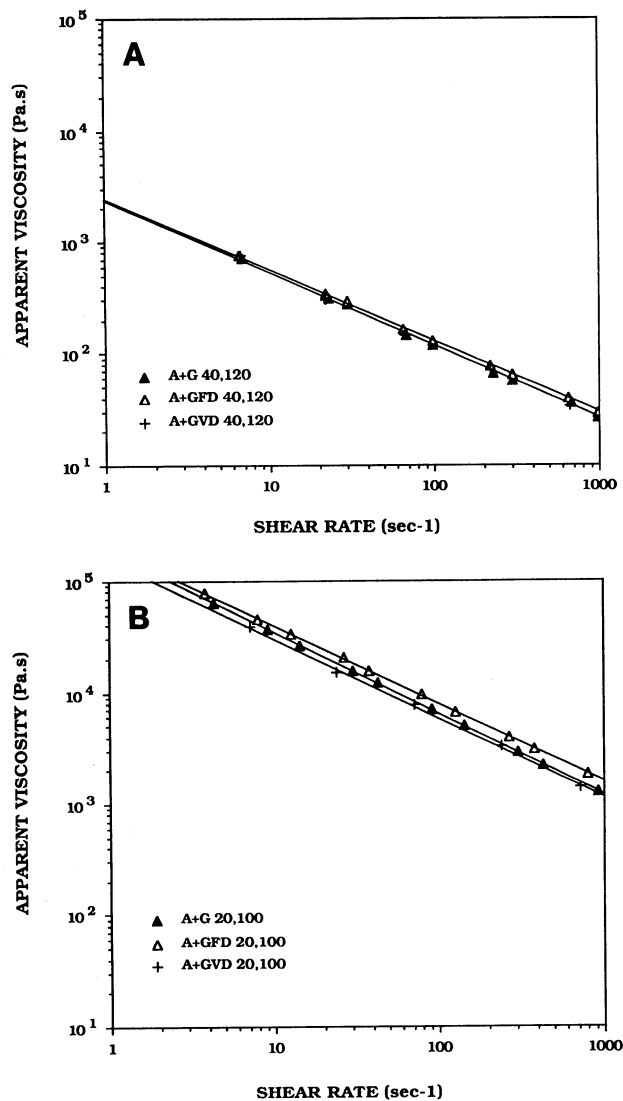 A
APPARENT VISCOSITY (Pa.s)
10 5
10 4
10 3
10 2
10 1
A+G 40,120
A+GFD 40,120
A+GVD 40,120
1 10 100 1000
SHEAR RATE (sec-1)
B
APPARENT VISCOSITY (Pa.s)
10 5
10 4
10 3
10 2
10 1
A+G 20,100
A+GFD 20,100
A+GVD 20,100
1 10 100 1000
SHEAR RATE (sec-1)